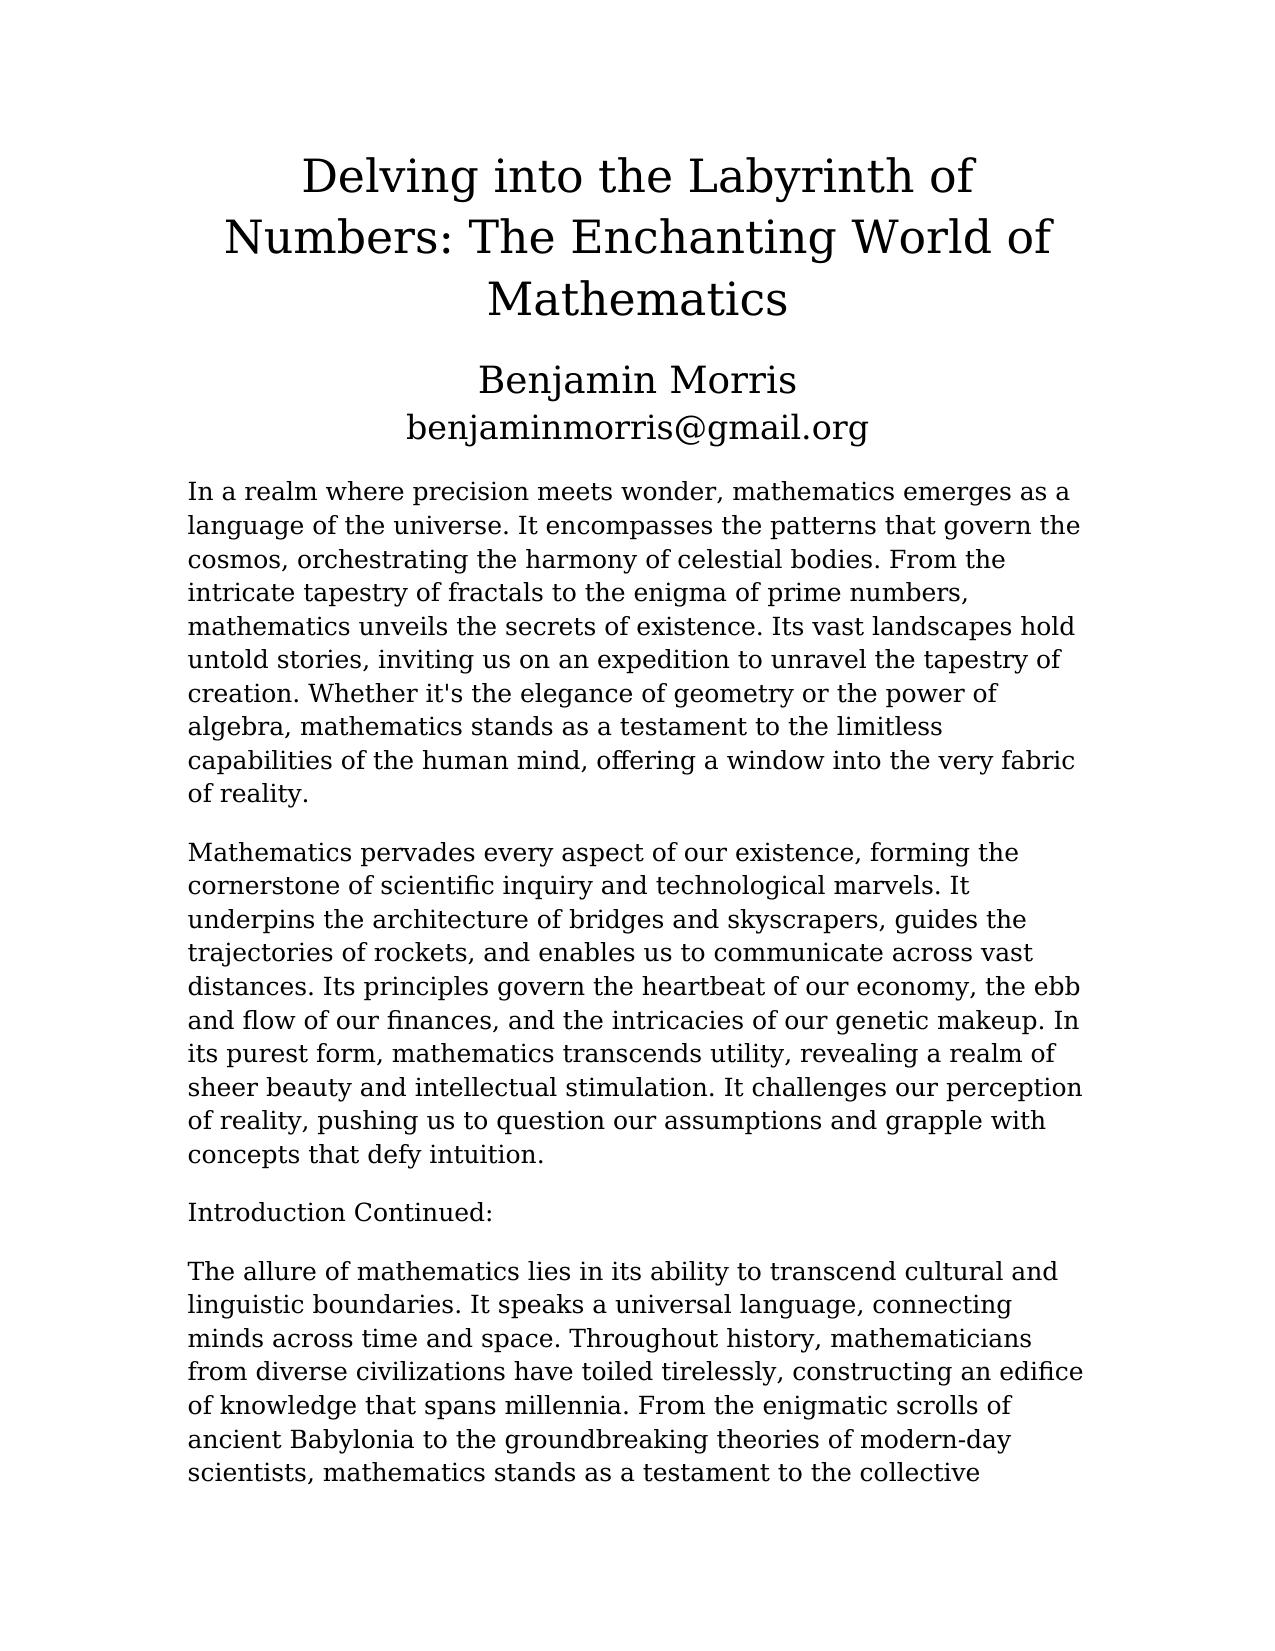 Delving into the Labyrinth of
Numbers: The Enchanting World of
Mathematics
Benjamin Morris
benjaminmorris@gmail.org
In a realm where precision meets wonder, mathematics emerges as a
language of the universe. It encompasses the patterns that govern the
cosmos, orchestrating the harmony of celestial bodies. From the
intricate tapestry of fractals to the enigma of prime numbers,
mathematics unveils the secrets of existence. Its vast landscapes hold
untold stories, inviting us on an expedition to unravel the tapestry of
creation. Whether it's the elegance of geometry or the power of
algebra, mathematics stands as a testament to the limitless
capabilities of the human mind, offering a window into the very fabric
of reality.
Mathematics pervades every aspect of our existence, forming the
cornerstone of scientific inquiry and technological marvels. It
underpins the architecture of bridges and skyscrapers, guides the
trajectories of rockets, and enables us to communicate across vast
distances. Its principles govern the heartbeat of our economy, the ebb
and flow of our finances, and the intricacies of our genetic makeup. In
its purest form, mathematics transcends utility, revealing a realm of
sheer beauty and intellectual stimulation. It challenges our perception
of reality, pushing us to question our assumptions and grapple with
concepts that defy intuition.
Introduction Continued:
The allure of mathematics lies in its ability to transcend cultural and
linguistic boundaries. It speaks a universal language, connecting
minds across time and space. Throughout history, mathematicians
from diverse civilizations have toiled tirelessly, constructing an edifice
of knowledge that spans millennia. From the enigmatic scrolls of
ancient Babylonia to the groundbreaking theories of modern-day
scientists, mathematics stands as a testament to the collective